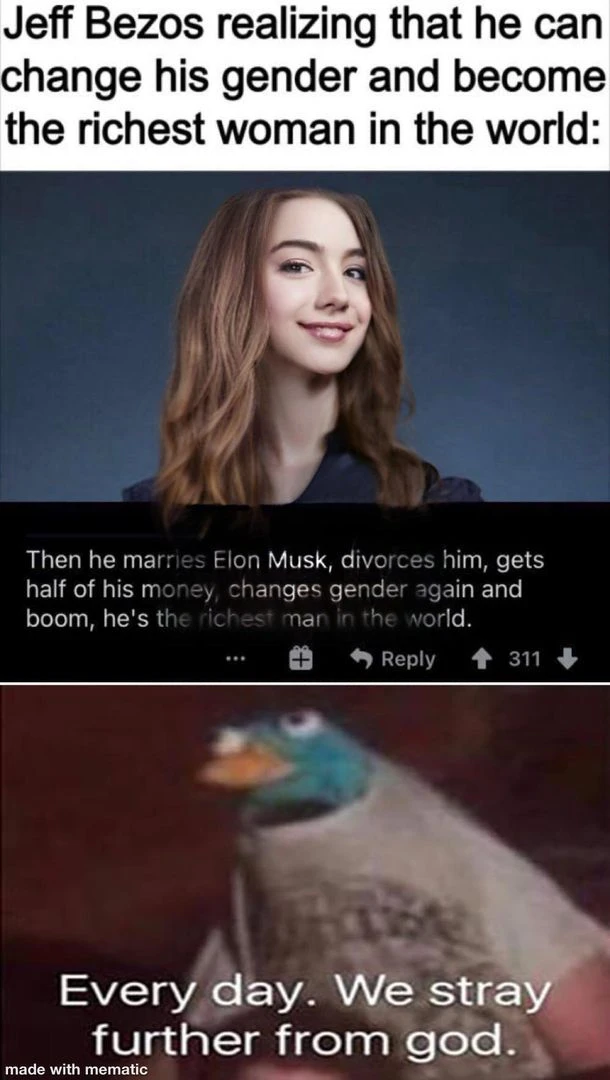 Jeff Bezos realizing that he can
change his gender and become
the richest woman in the world:
Then he marries Elon Musk, divorces him, gets
half of his money, changes gender again and
boom, he's the richest man in the world.
Reply 311
Every day. We stray
further from god.
made with mematic